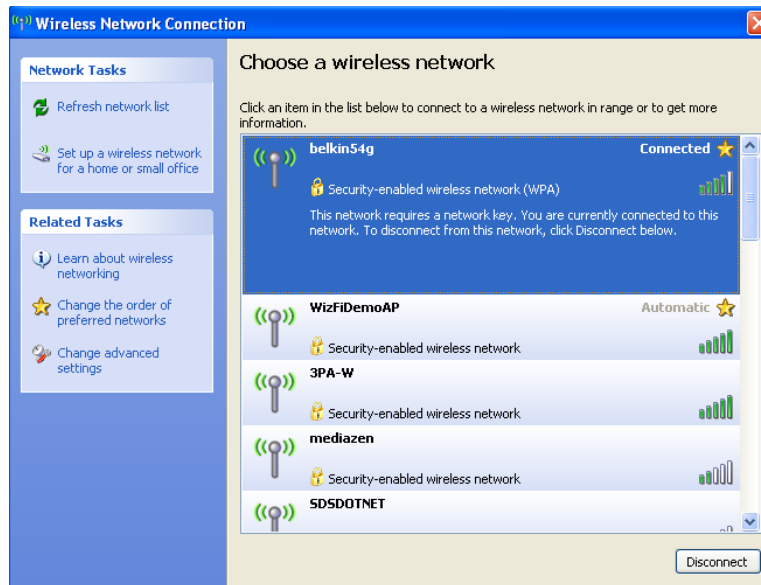 Wireless Network Connection
Network Tasks
Refresh network list
Set up a wireless network
for a home or small office
Related Tasks
Learn about wireless
networking
Change the order of
preferred networks
Change advanced
settings
Choose a wireless network
Click an item in the list below to connect to a wireless network in range or to get more
information.
belkin54g Connected
Security-enabled wireless network (WPA)
This network requires a network key. You are currently connected to this
network. To disconnect from this network, click Disconnect below.
WizFiDemoAP Automatic
Security-enabled wireless network
3PA-W
Security-enabled wireless network
mediazen
Security-enabled wireless network
SDSDOTNET
Disconnect